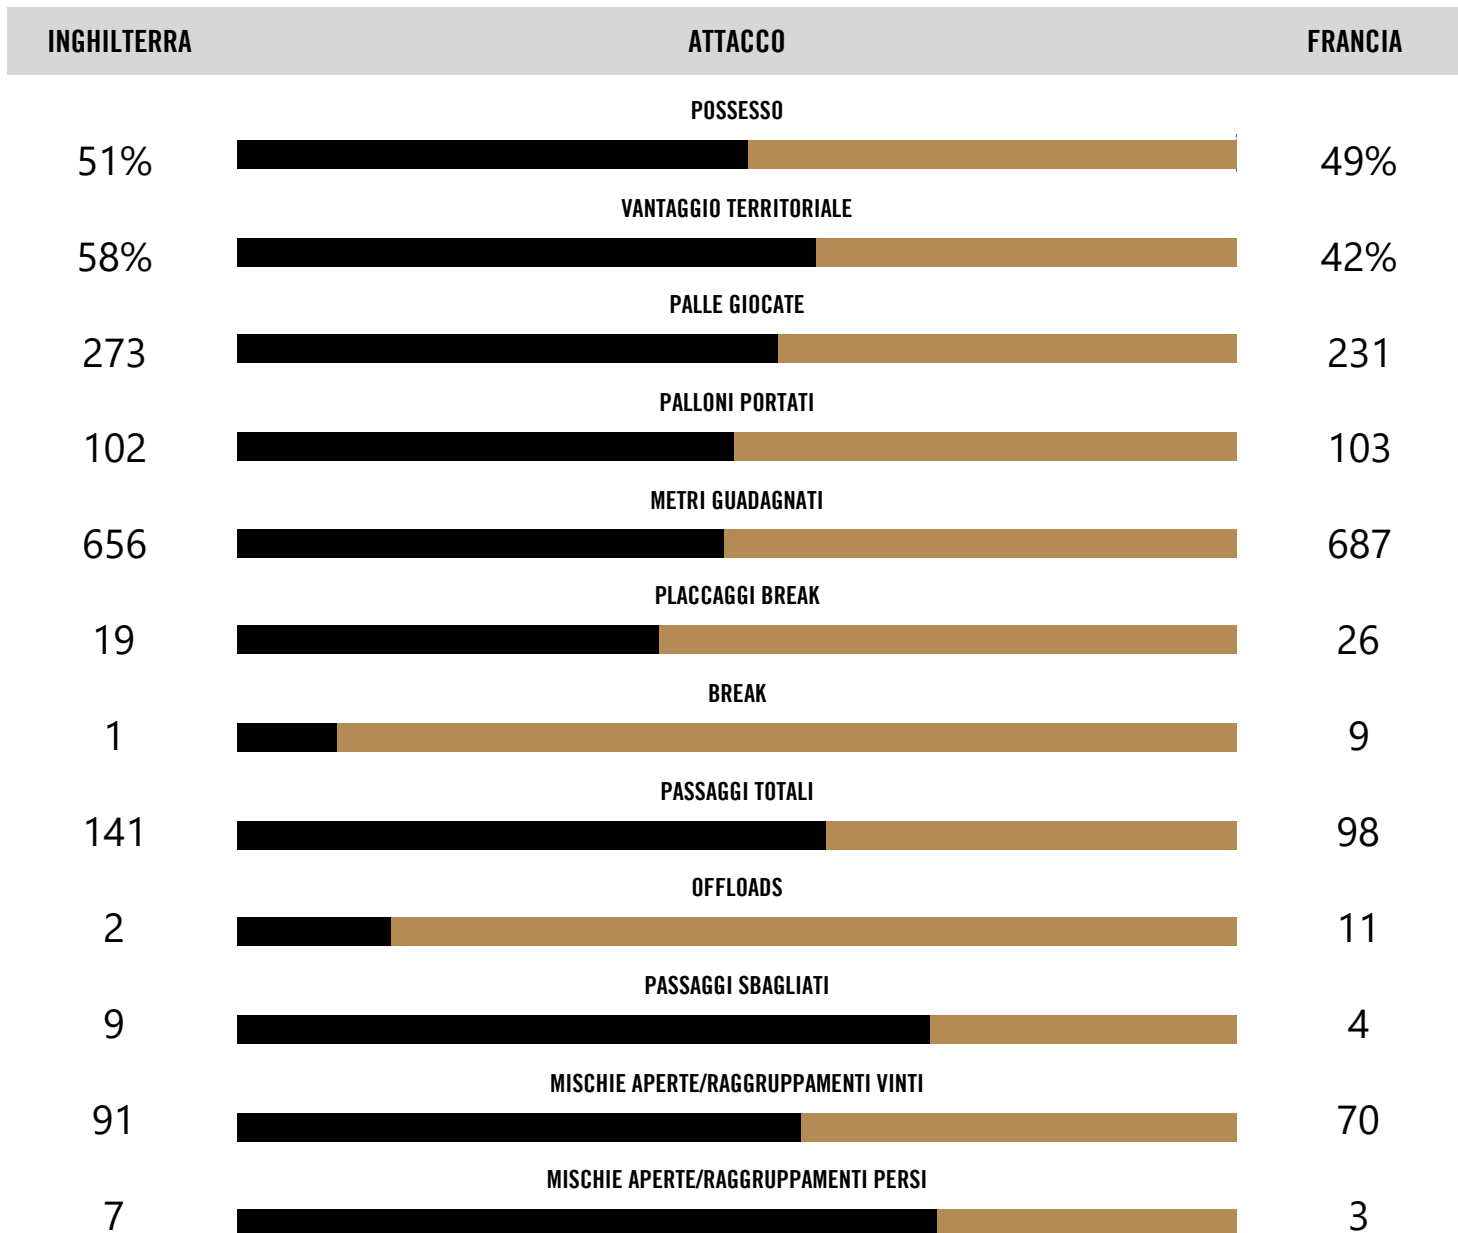 INGHILTERRA ATTACCO FRANCIA
POSSESSO
51% 49%
VANTAGGIO TERRITORIALE
58% 42%
PALLE GIOCATE
273 231
PALLONI PORTATI
102 103
METRI GUADAGNATI
656 687
PLACCAGGI BREAK
19 26
BREAK
1 9
PASSAGGI TOTALI
141 98
OFFLOADS
2 11
PASSAGGI SBAGLIATI
9 4
MISCHIE APERTE/RAGGRUPPAMENTI VINTI
91 70
MISCHIE APERTE/RAGGRUPPAMENTI PERSI
7 3